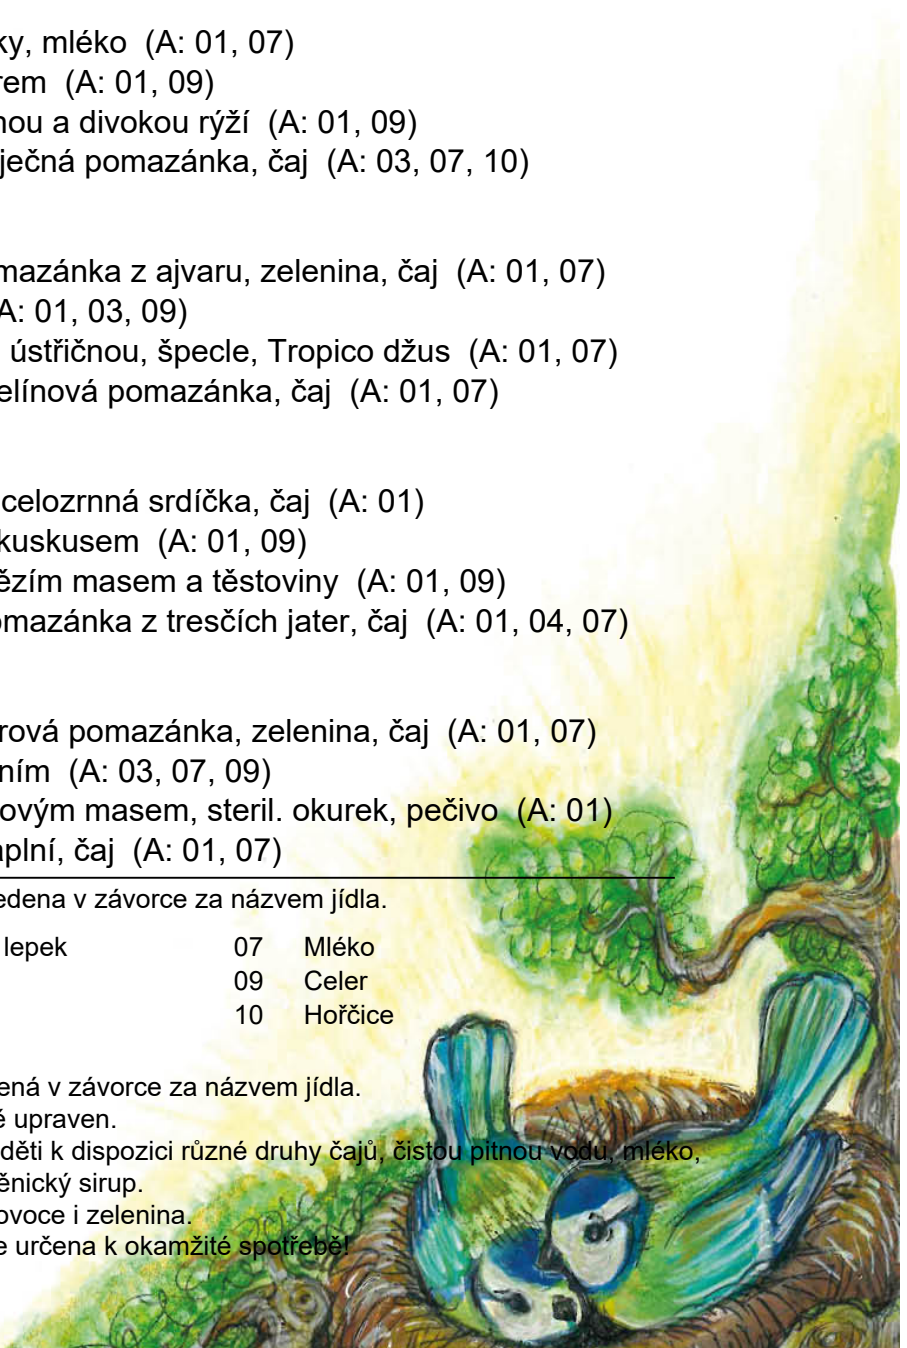 ky, mléko (A: 01, 07)
rem (A: 01, 09)
nou a divokou rýží (A: 01, 09)
ječná pomazánka, čaj (A: 03, 07, 10)
mazánka z ajvaru, zelenina, čaj (A: 01, 07)
A: 01, 03, 09)
ústřičnou, špecle, Tropico džus (A: 01, 07)
elínová pomazánka, čaj (A: 01, 07)
celozrnná srdíčka, čaj (A: 01)
kuskusem (A: 01, 09)
ězím masem a těstoviny (A: 01, 09)
omazánka z tresčích jater, čaj (A: 01, 04, 07)
rová pomazánka, zelenina, čaj (A: 01, 07)
ním (A: 03, 07, 09)
ovým masem, steril. okurek, pečivo (A: 01)
aplní, čaj (A: 01, 07)
edena v závorce za názvem jídla.
lepek 07 Mléko
09 Celer
10 Hořčice
ená v závorce za názvem jídla.
ě upraven.
děti k dispozici různé druhy čajů, čistou pitnou vodu, mléko,
ěnický sirup.
ovoce i zelenina.
e určena k okamžité spotřebě!